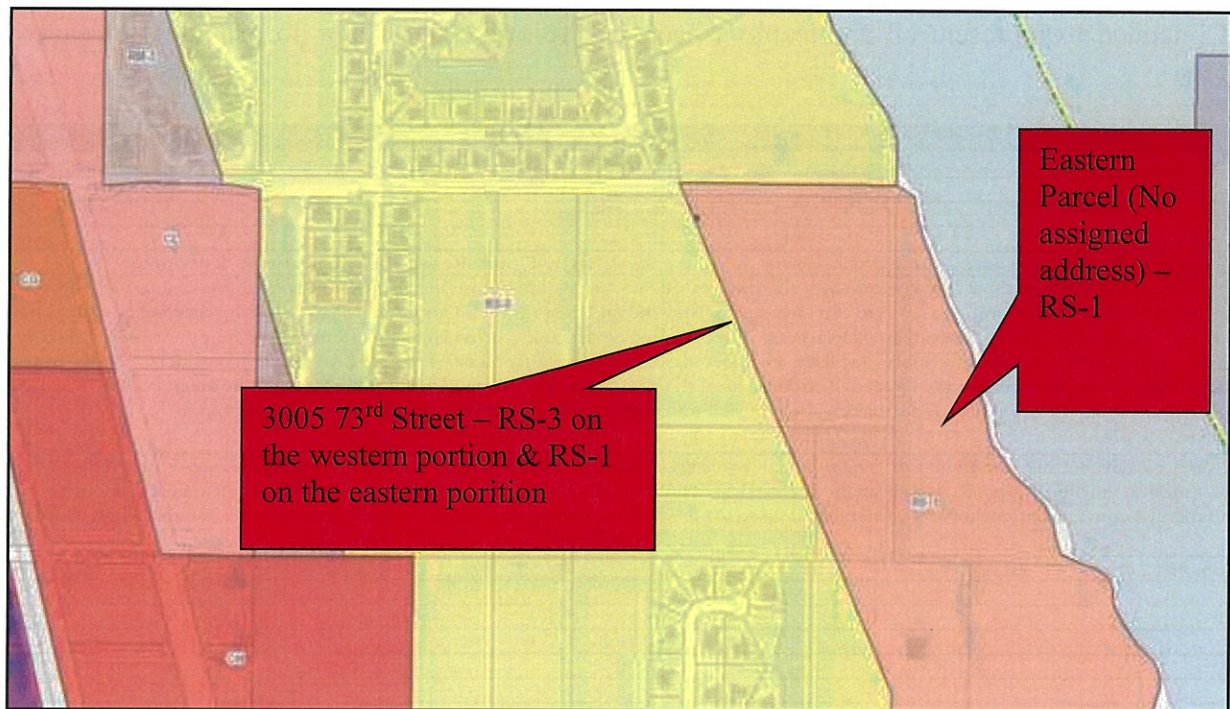 Eastern
Parcel (No
assigned
address) –
RS-1
3005 73rd Street – RS-3 on
the western portion & RS-1
on the eastern porition